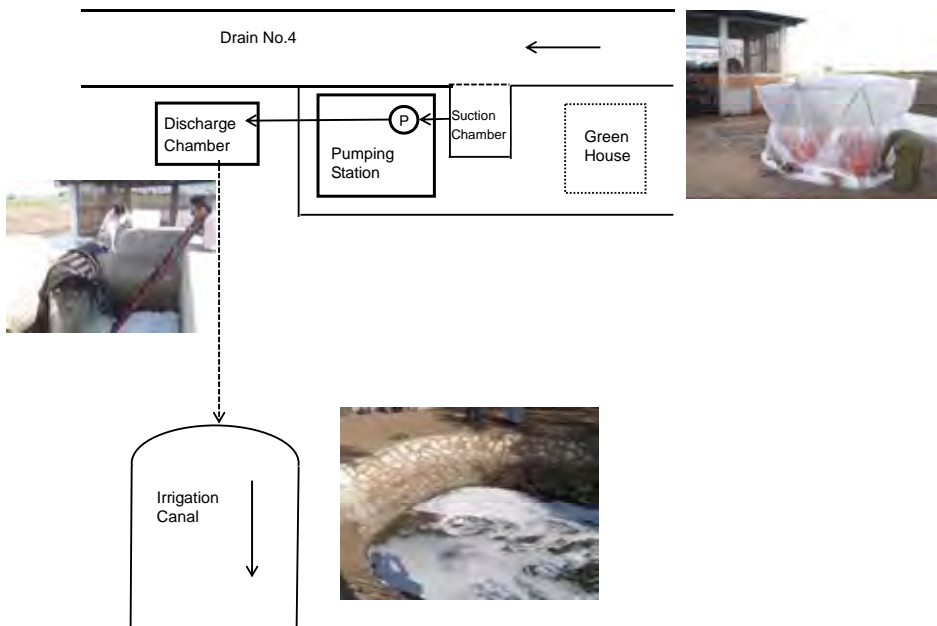 Drain No.4
Discharge
Chamber
P
Pumping
Station
Suction
Chamber
Green
House
Irrigation
Canal